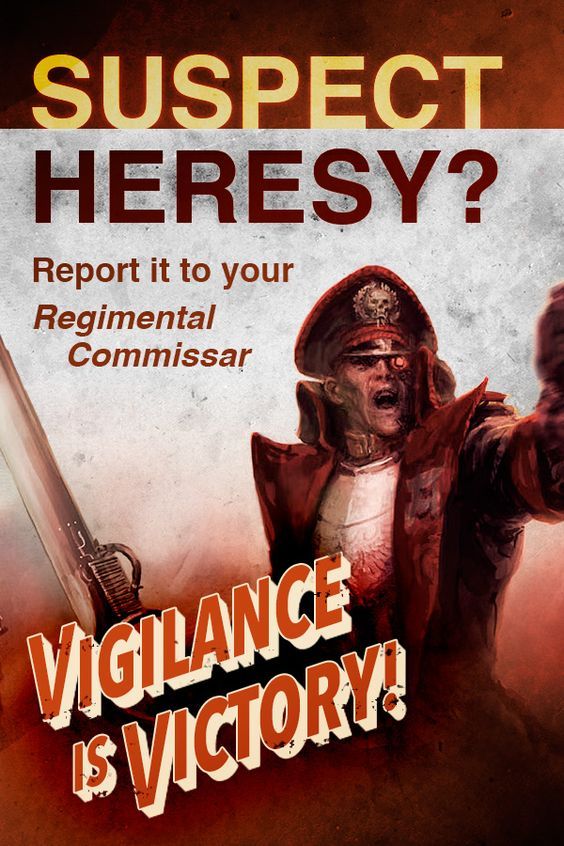 SUSPECT
HERESY?
Report it to your
Regimental
Commissar
VIGILANCE
IS VICTORY!